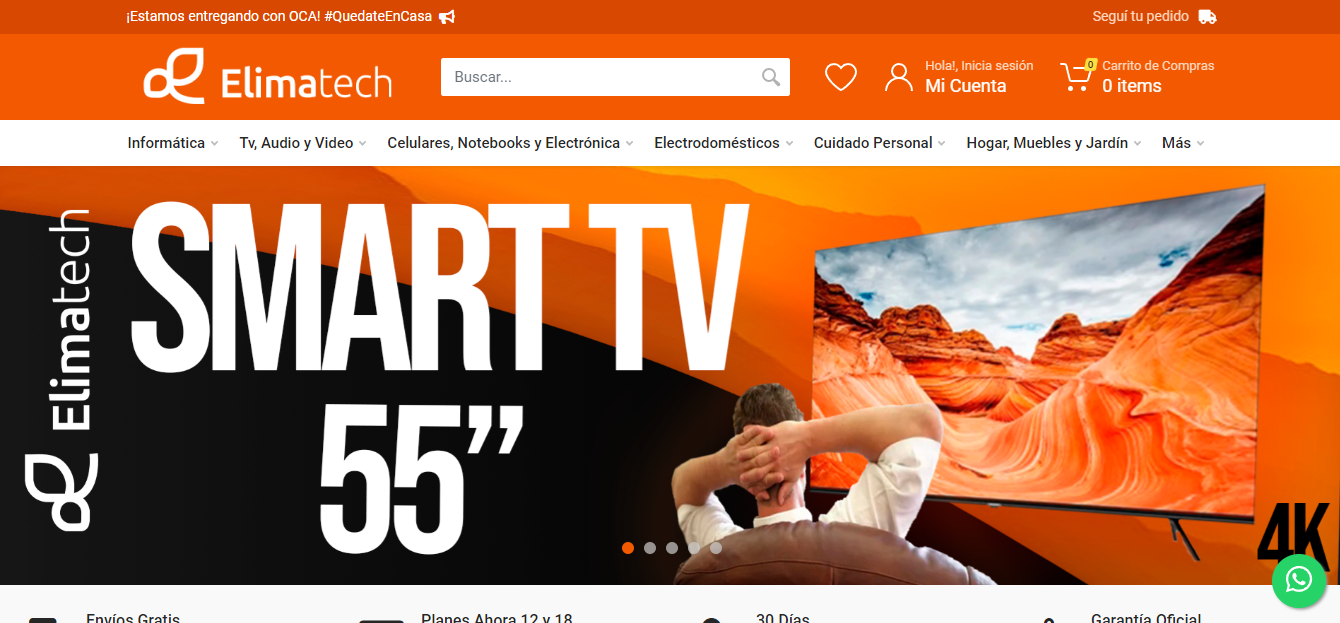 ¡Estamos entregando con OCA! #QuedateEnCasa
Seguí tu pedido
Elimatech
Buscar...
Hola!, Inicia sesión
Mi Cuenta
0
Carrito de Compras
0 items
Informática
Tv, Audio y Video
Celulares, Notebooks y Electrónica
Electrodomésticos
Cuidado Personal
Hogar, Muebles y Jardín
Más
Elimatech
SMART TV
55”
4K
Envíos Gratis
Planes Ahora 12 y 18
30 Días
Garantía Oficial